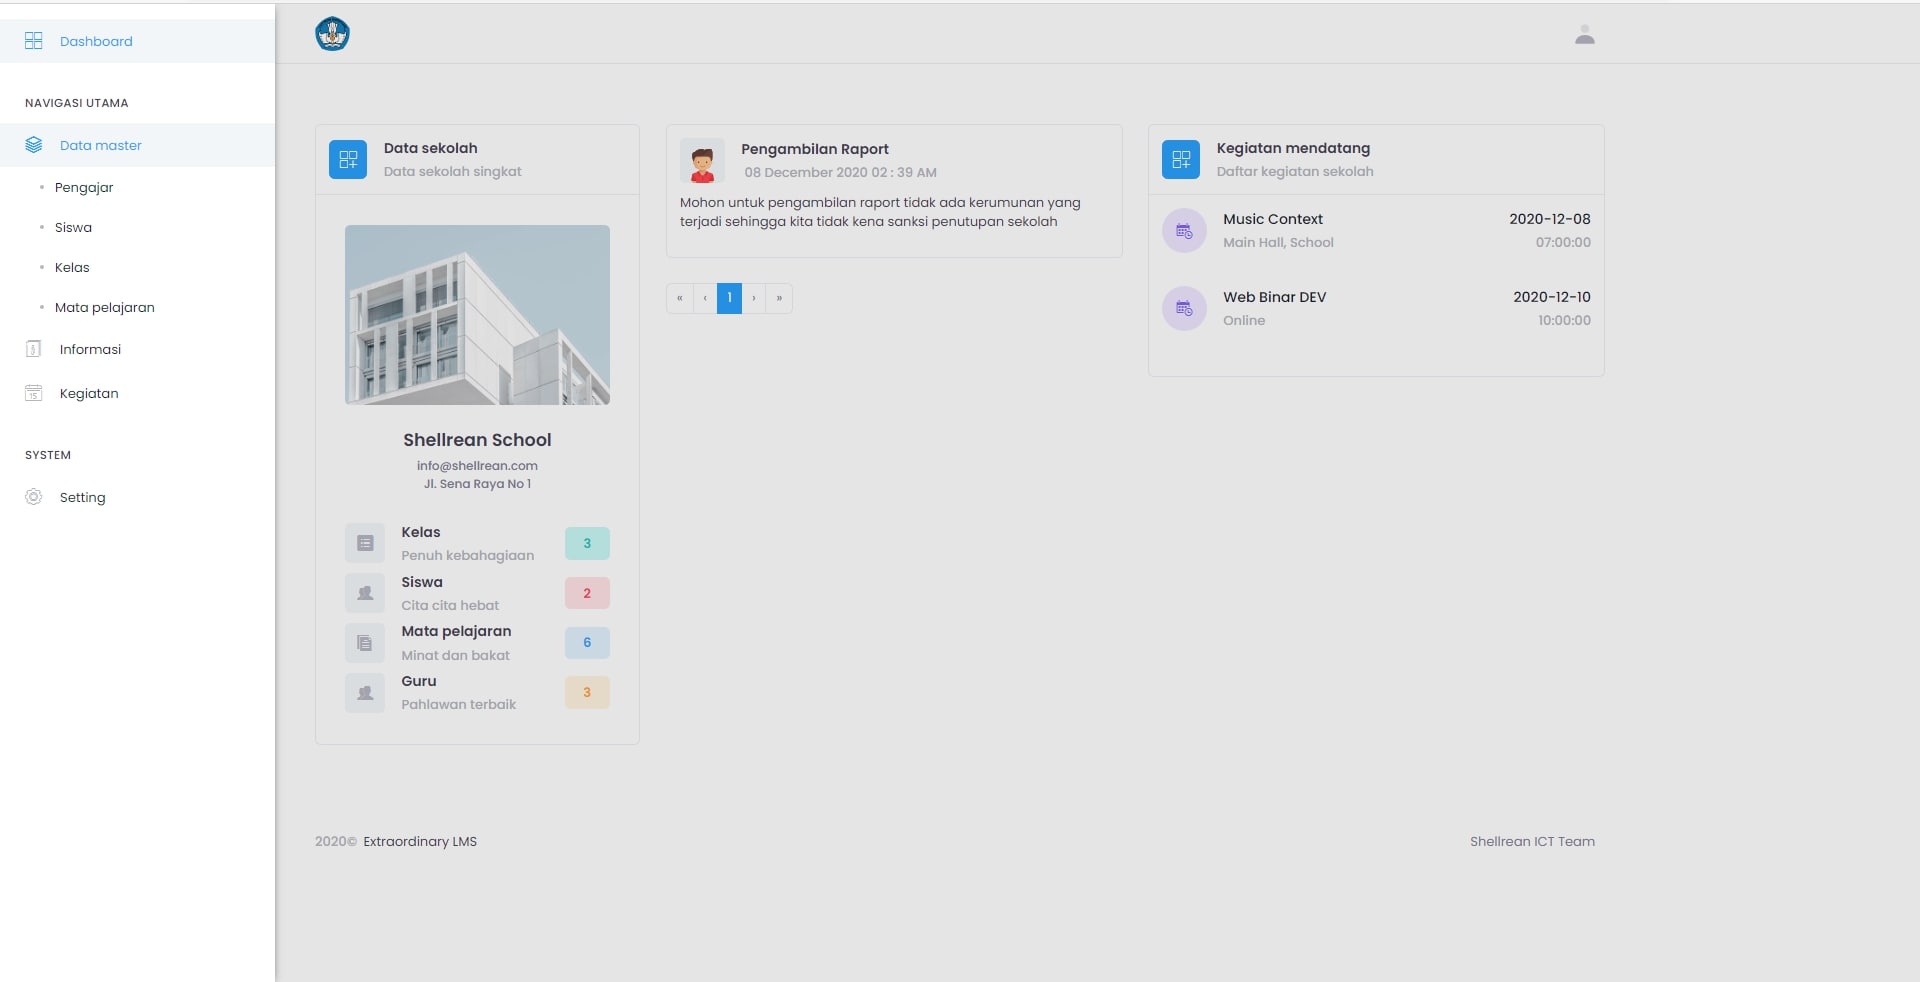 Dashboard
NAVIGASI UTAMA
Data master
Pengajar
Siswa
Kelas
Mata pelajaran
Informasi
Kegiatan
SYSTEM
Setting
Data sekolah
Data sekolah singkat
Shellrean School
info@shellrean.com
Jl. Sena Raya No 1
Kelas
Penuh kebahagiaan
3
Siswa
Cita cita hebat
2
Mata pelajaran
Minat dan bakat
6
Guru
Pahlawan terbaik
3
Pengambilan Raport
08 December 2020 02 : 39 AM
Mohon untuk pengambilan raport tidak ada kerumunan yang
terjadi sehingga kita tidak kena sanksi penutupan sekolah
« ‹ 1 › »
Kegiatan mendatang
Daftar kegiatan sekolah
Music Context 2020-12-08
Main Hall, School 07:00:00
Web Binar DEV 2020-12-10
Online 10:00:00
2020© Extraordinary LMS
Shellrean ICT Team